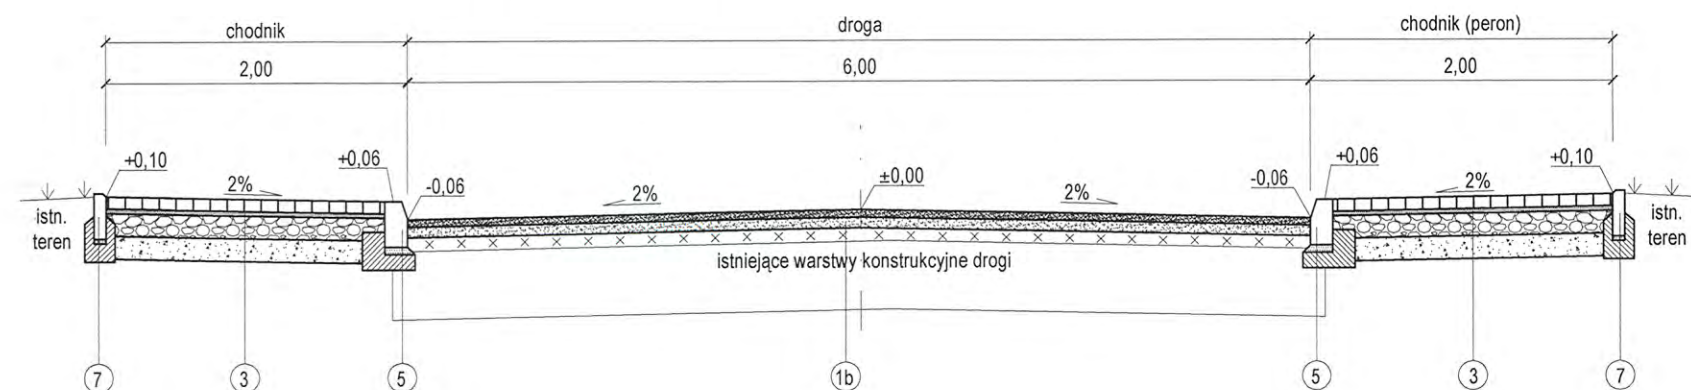 chodnik
droga
chodnik (peron)
2,00
6,00
2,00
+0,10
+0,06
-0,06
±0,00
-0,06
+0,06
+0,10
2%
2%
2%
2%
istn.
teren
istn.
teren
istniejące warstwy konstrukcyjne drogi
7
3
5
1b
5
3
7